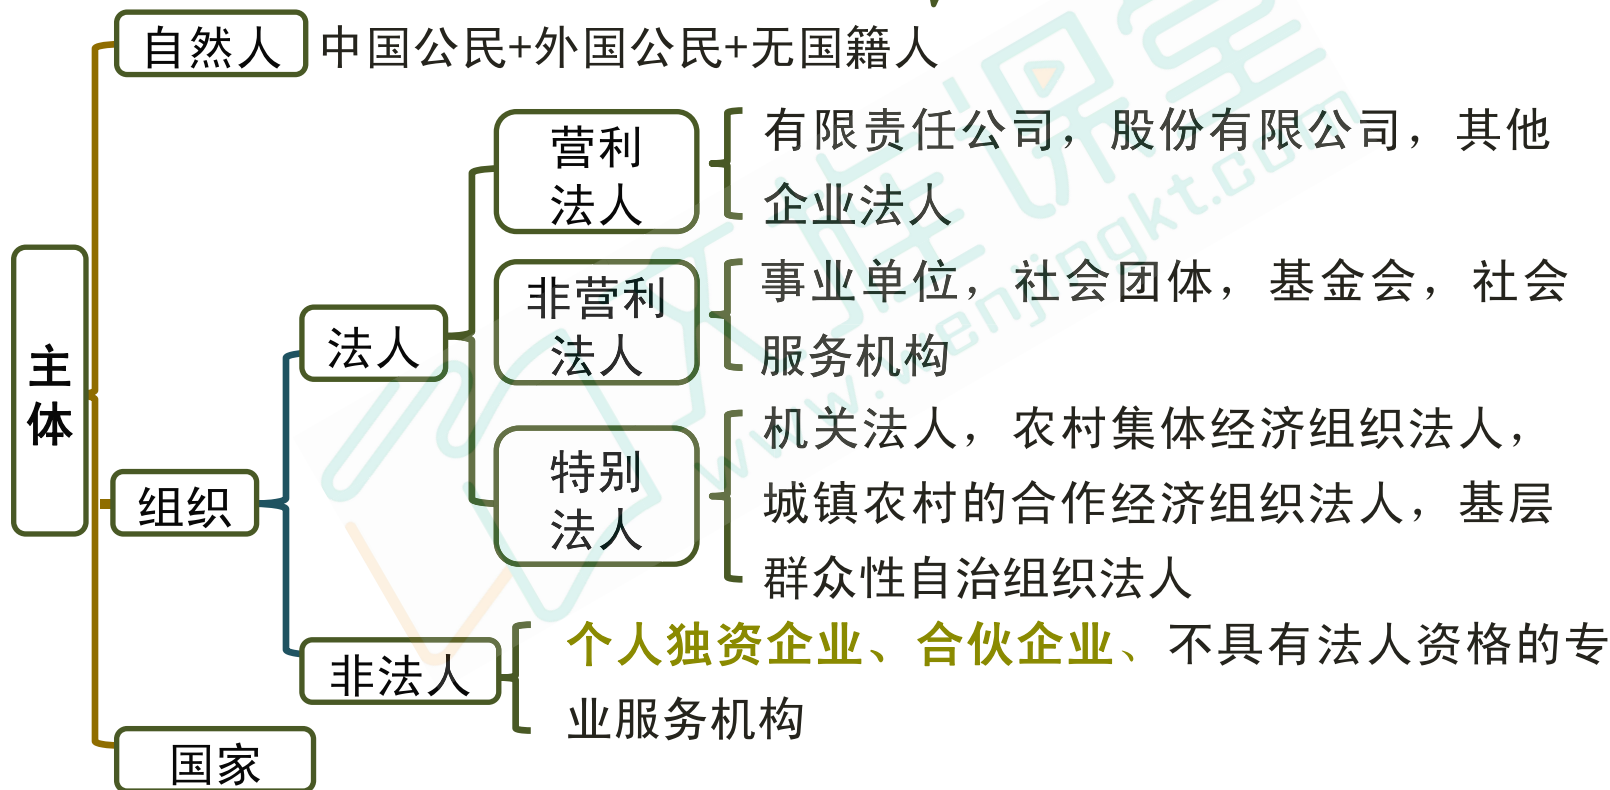 自然人
中国公民+外国公民+无国籍人
营利
法人
有限责任公司，股份有限公司，其他
企业法人
非营利
法人
事业单位，社会团体，基金会，社会
服务机构
主
体
法人
特别
法人
机关法人，农村集体经济组织法人，
城镇农村的合作经济组织法人，基层
群众性自治组织法人
组织
非法人
个人独资企业、合伙企业、不具有法人资格的专
业服务机构
国家
文旌课堂
www.wenjingkt.com